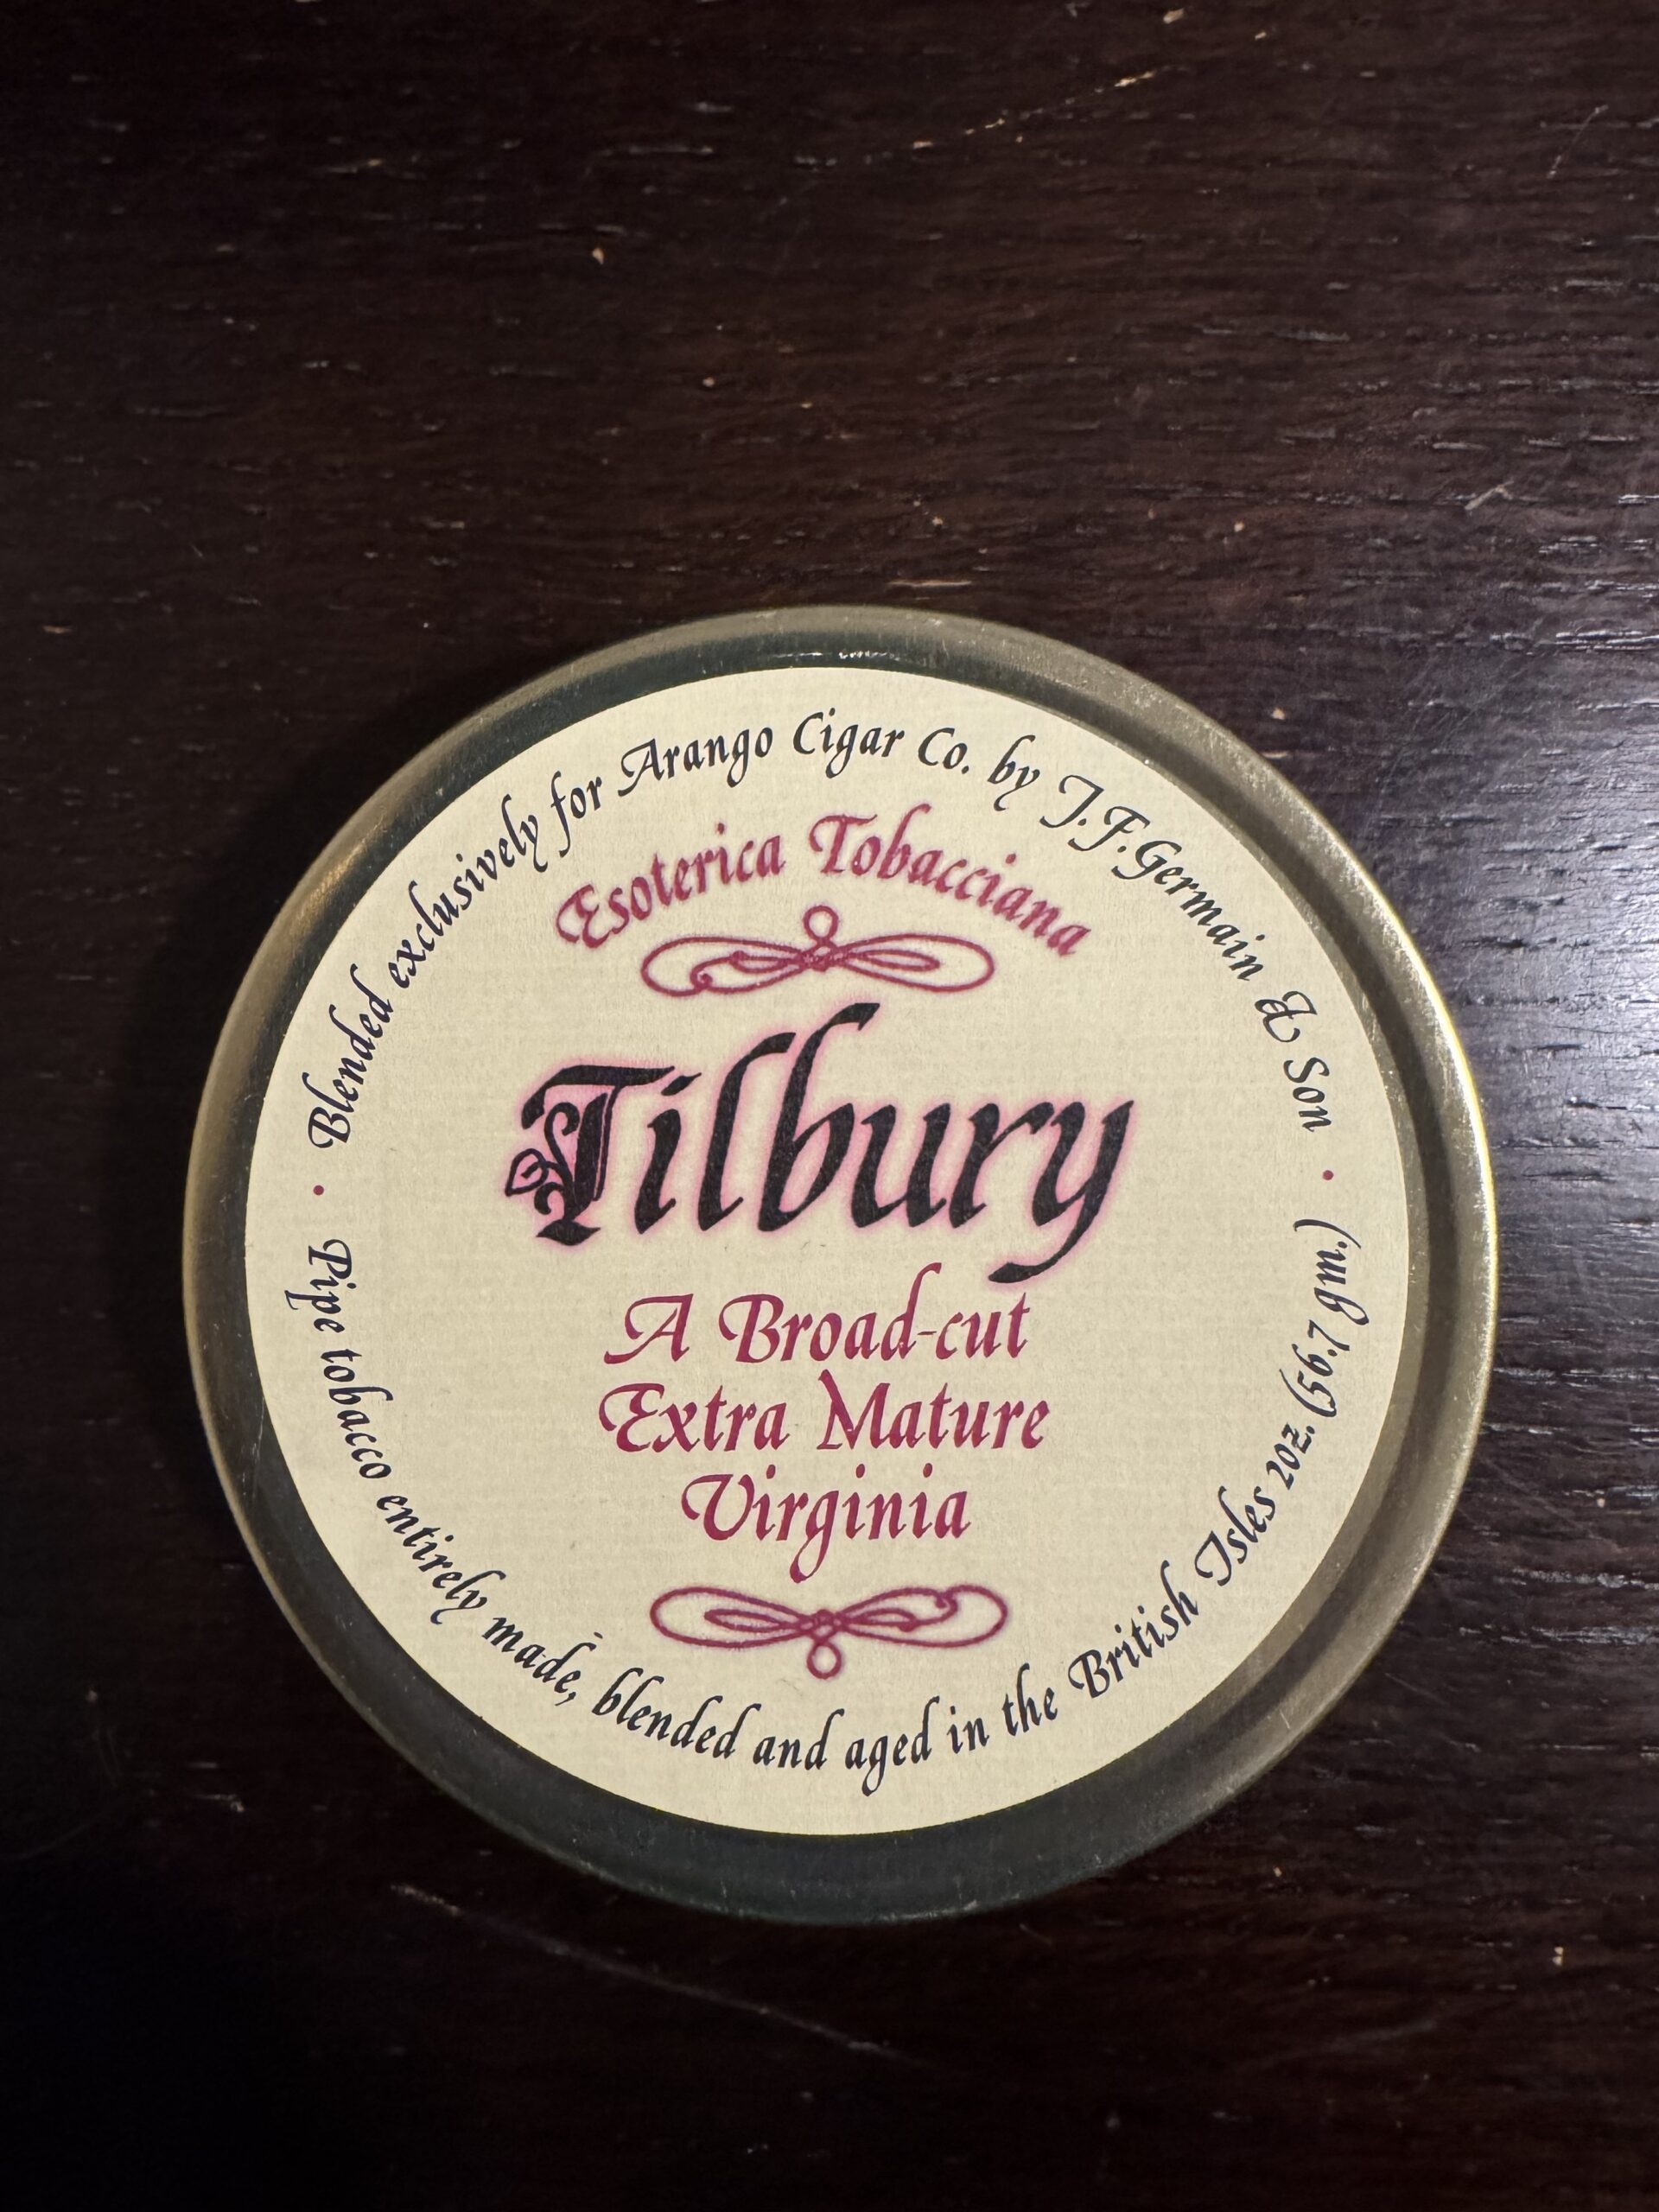 Blended exclusively for Arango Cigar Co. by J.F.Germain & Son
Esoterica Tobacciana
Tilbury
A Broad-cut
Extra Mature
Virginia
Pipe tobacco entirely made, blended and aged in the British Isles 2oz. (56.7 gm.)